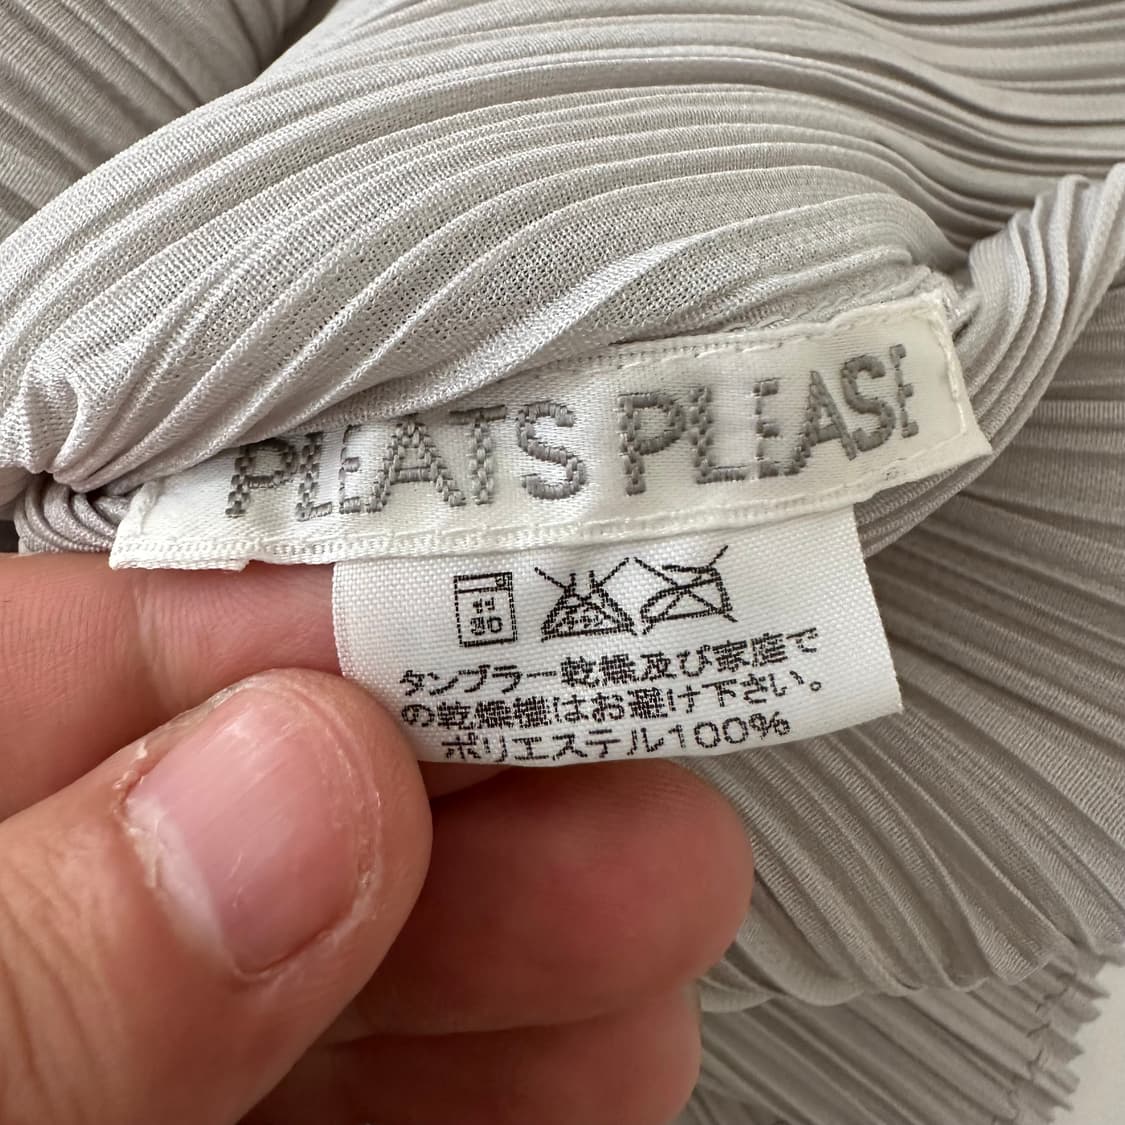 PLEATS PLEASE
タンブラー乾燥及び家庭で
の乾燥機はお避け下さい。
ポリエステル100%